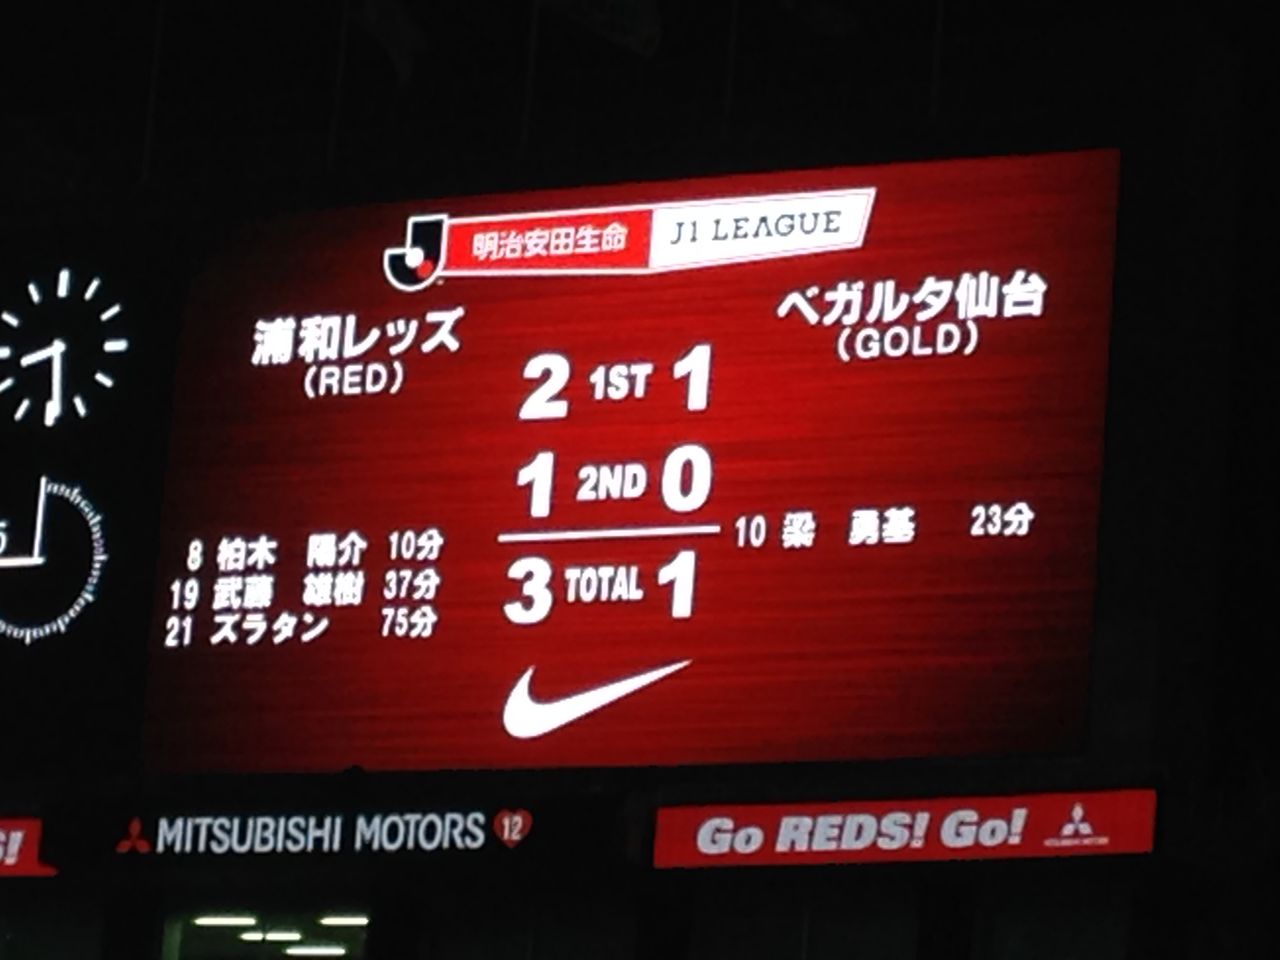 明治安田生命 J1 LEAGUE
浦和レッズ
(RED)
ベガルタ仙台
(GOLD)
2 1ST 1
1 2ND 0
3 TOTAL 1
8 柏木 陽介 10分
19 武藤 雄樹 37分
21 ズラタン 75分
10 梁 勇基 23分
MITSUBISHI MOTORS 12
Go REDS! Go!